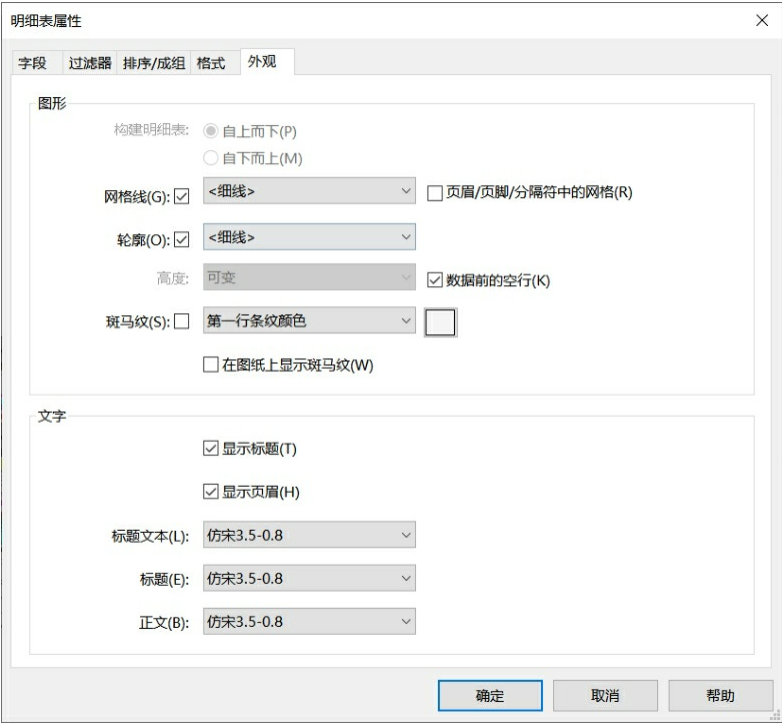 明细表属性
字段 过滤器 排序/成组 格式 外观
图形
构建明细表: 自上而下(P)
自下而上(M)
网格线(G): <细线> 页眉/页脚/分隔符中的网格(R)
轮廓(O): <细线>
高度: 可变 数据前的空行(K)
斑马纹(S): 第一行条纹颜色
在图纸上显示斑马纹(W)
文字
显示标题(T)
显示页眉(H)
标题文本(L): 仿宋3.5-0.8
标题(E): 仿宋3.5-0.8
正文(B): 仿宋3.5-0.8
确定 取消 帮助